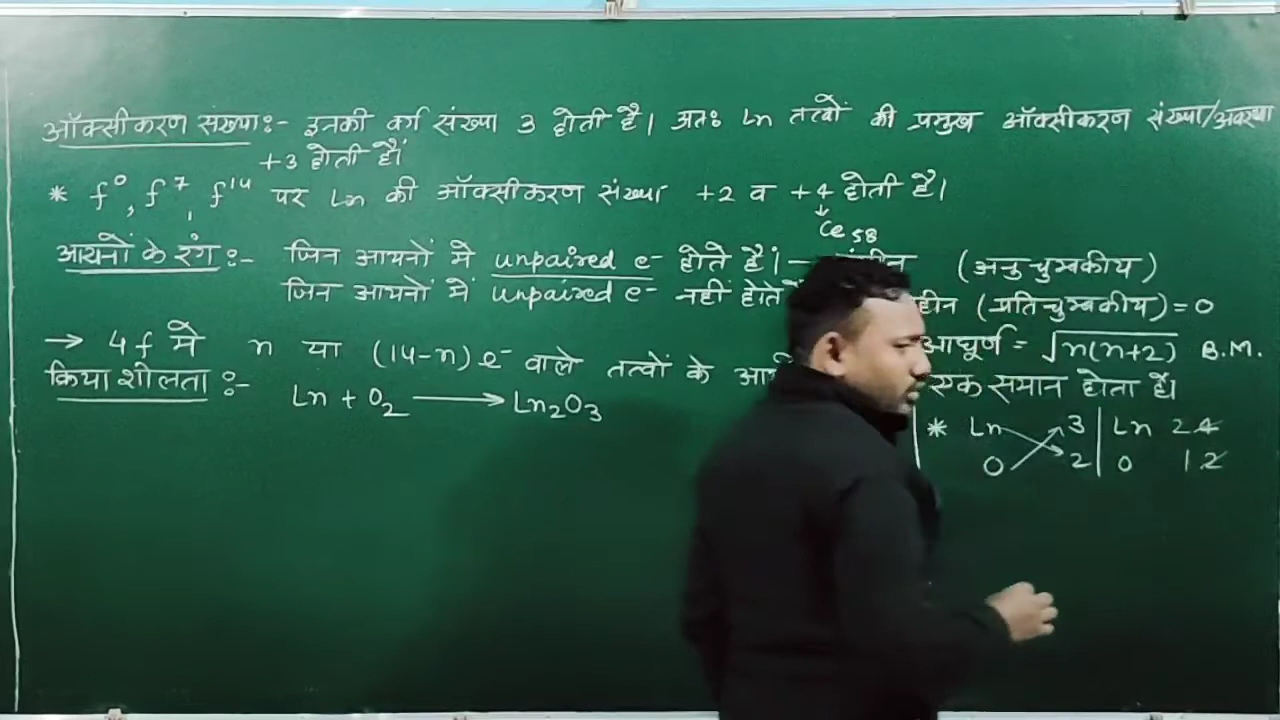 ऑक्सीकरण संख्याः- इनकी वर्ग संख्या 3 होती है। अतः Ln तत्वों की प्रमुख ऑक्सीकरण संख्या/अवस्था
+3 होती हैं
* f⁰, f⁷, f¹⁴ पर Ln की ऑक्सीकरण संख्या +2 व +4 होती है।
↓
Ce₅₈
आयनों के रंग :- जिन आयनों मे unpaired e⁻ होते है। - (अनुचुम्बकीय)
जिन आयनों में unpaired e⁻ नहीं होते हीन (प्रतिचुम्बकीय) = 0
→ 4f मे n या (14-n) e⁻ वाले तत्वों के आघूर्ण = √n(n+2) B.M.
एक समान होता हैं।
क्रियाशीलता :- Ln + O₂ ⟶ Ln₂O₃
* Ln 3 | Ln 2 4
O 2 | O 1 2